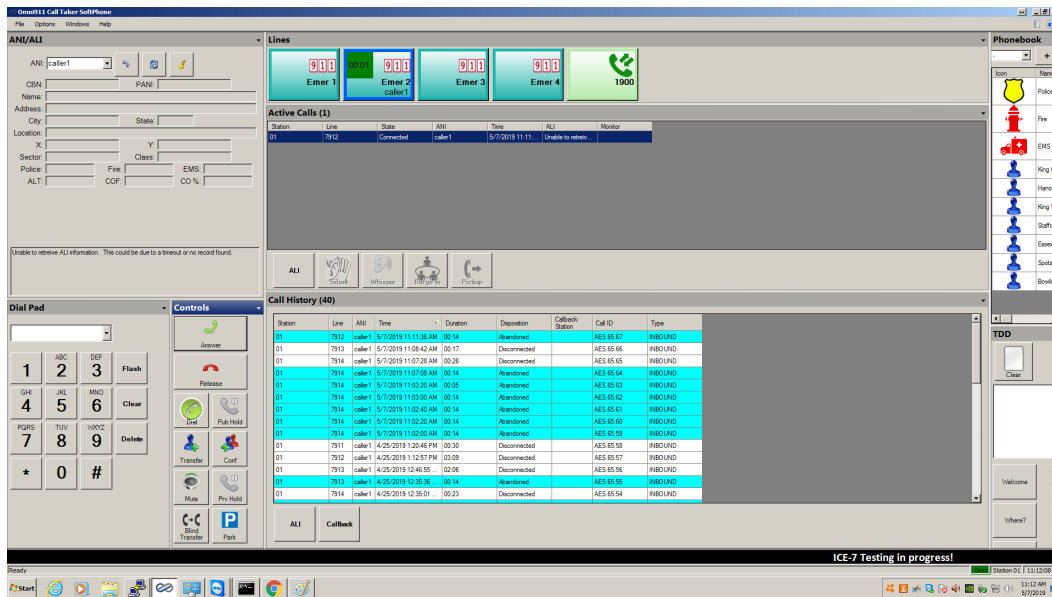 Omni911 Call Taker SoftPhone
File Options Windows Help
ANI/ALI
ANI: caller1
CBN: PANI:
Name:
Address:
City: State:
Location:
X: Y:
Sector: Class:
Police: Fire: EMS:
ALT: COF: CO %:
Unable to retreive ALI information. This could be due to a timeout or no record found.
Lines
911 Emer 1
00:01 911 Emer 2 caller1
911 Emer 3
911 Emer 4
1900
Active Calls (1)
Station Line State ANI Time ALI Monitor
01 7912 Connected caller1 5/7/2019 11:11:... Unable to retreiv...
ALI Silent Whisper Barge-In Pickup
Call History (40)
Station Line ANI Time Duration Disposition Callback Station Call ID Type
01 7912 caller1 5/7/2019 11:11:36 AM 00:14 Abandoned AES.65.67 INBOUND
01 7913 caller1 5/7/2019 11:08:42 AM 00:17 Disconnected AES.65.66 INBOUND
01 7914 caller1 5/7/2019 11:07:28 AM 00:26 Disconnected AES.65.65 INBOUND
01 7914 caller1 5/7/2019 11:07:08 AM 00:14 Abandoned AES.65.64 INBOUND
01 7914 caller1 5/7/2019 11:03:20 AM 00:05 Abandoned AES.65.63 INBOUND
01 7914 caller1 5/7/2019 11:03:00 AM 00:14 Abandoned AES.65.62 INBOUND
01 7914 caller1 5/7/2019 11:02:40 AM 00:14 Abandoned AES.65.61 INBOUND
01 7914 caller1 5/7/2019 11:02:20 AM 00:14 Abandoned AES.65.60 INBOUND
01 7914 caller1 5/7/2019 11:02:00 AM 00:14 Abandoned AES.65.59 INBOUND
01 7911 caller1 4/25/2019 1:20:46 PM 00:30 Disconnected AES.65.58 INBOUND
01 7912 caller1 4/25/2019 1:12:57 PM 03:09 Disconnected AES.65.57 INBOUND
01 7913 caller1 4/25/2019 12:46:55 ... 02:06 Disconnected AES.65.56 INBOUND
01 7913 caller1 4/25/2019 12:35:36 ... 00:14 Abandoned AES.65.55 INBOUND
01 7914 caller1 4/25/2019 12:35:01 ... 00:23 Disconnected AES.65.54 INBOUND
ALI Callback
Dial Pad
1 ABC 2 DEF 3 Flash
GHI 4 JKL 5 MNO 6 Clear
PQRS 7 TUV 8 WXYZ 9 Delete
* 0 #
Controls
Answer
Release
Dial Pub Hold
Transfer Conf
Mute Prv Hold
Blind Transfer Park
Phonebook
Icon Nam
Police
Fire
EMS
King
Hano
King
Staffo
Essex
Spots
Bowli
TDD
Clear
Welcome
Where?
ICE-7 Testing in progress!
Ready
Station 01 11:12:08
Start
11:12 AM
5/7/2019